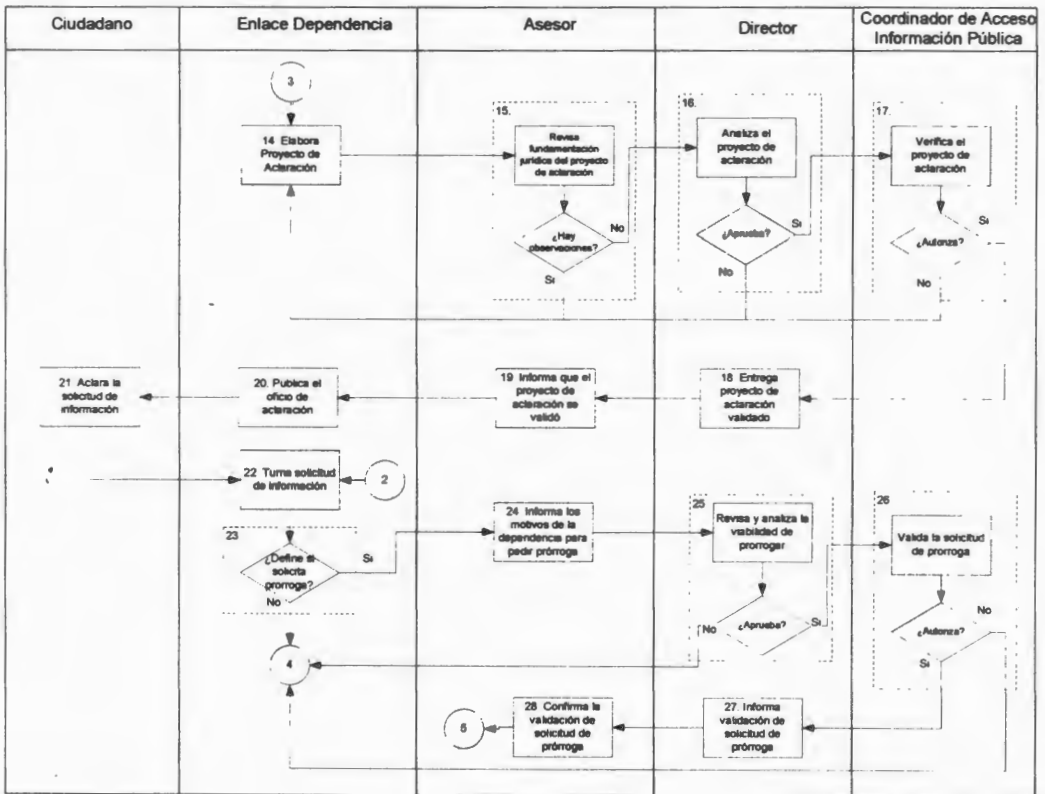 Ciudadano
Enlace Dependencia
Asesor
Director
Coordinador de Acceso
Información Pública
3
14 Elabora
Proyecto de
Aclaración
15.
Revisa
fundamentación
jurídica del proyecto
de aclaración
¿Hay
observaciones?
No
Si
16.
Analiza el
proyecto de
aclaración
¿Aprueba?
Si
No
17.
Verifica el
proyecto de
aclaración
¿Autoriza?
Si
No
21 Aclara la
solicitud de
información
20. Publica el
oficio de
aclaración
19 Informa que el
proyecto de
aclaración se
validó
18 Entrega
proyecto de
aclaración
validado
22 Turna solicitud
de información
2
23
¿Define si
solicita
prorroga?
Si
No
24 Informa los
motivos de la
dependencia para
pedir prórroga
25
Revisa y analiza la
viabilidad de
prorrogar
¿Aprueba?
No
Si
26
Valida la solicitud
de prorroga
¿Autoriza?
No
Si
4
5
28 Confirma la
validación de
solicitud de
prórroga
27. Informa
validación de
solicitud de
prórroga